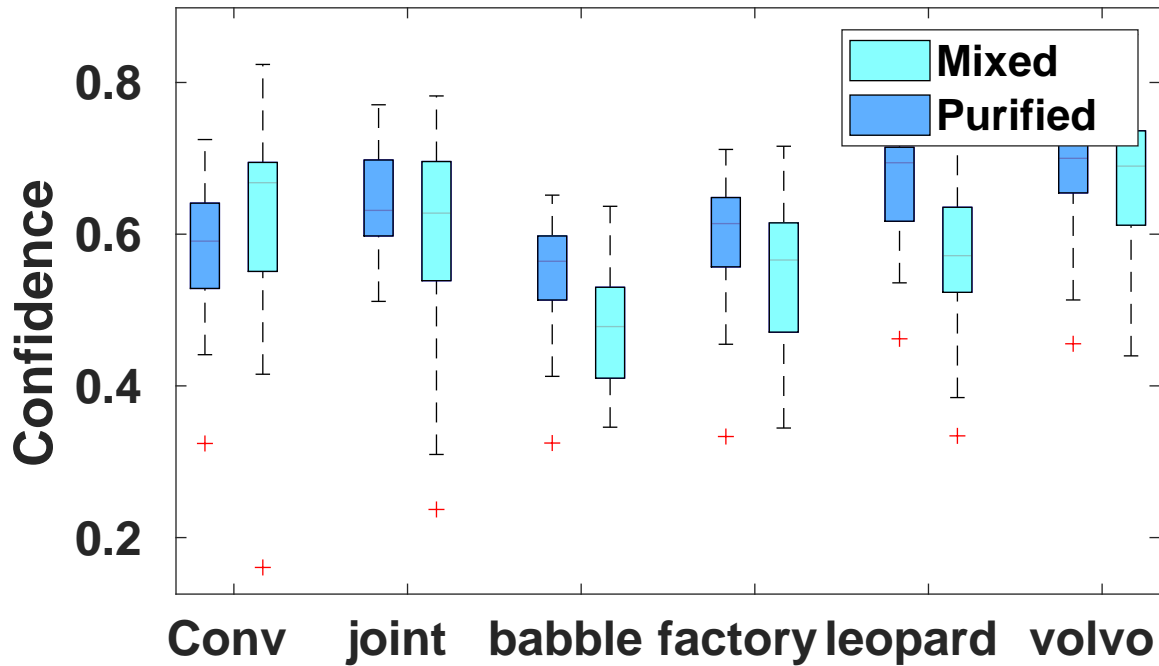 Mixed
Purified
0.8
0.6
0.4
0.2
Confidence
Conv joint babble factory leopard volvo